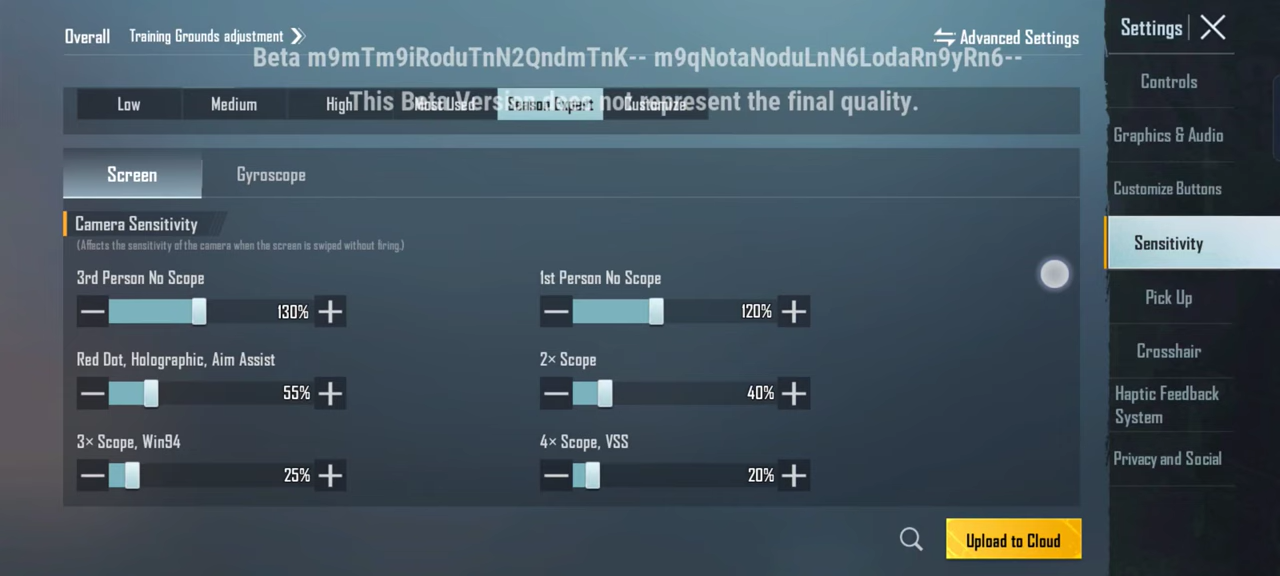 Overall
Training Grounds adjustment
Advanced Settings
Settings
Beta m9mTm9iRoduTnN2QndmTnK-- m9qNotaNoduLnN6LodaRn9yRn6--
This Beta Version does not represent the final quality.
Low
Medium
High
Most Used
Season Expert
Customize
Screen
Gyroscope
Camera Sensitivity
(Affects the sensitivity of the camera when the screen is swiped without firing.)
3rd Person No Scope
130%
1st Person No Scope
120%
Red Dot, Holographic, Aim Assist
55%
2× Scope
40%
3× Scope, Win94
25%
4× Scope, VSS
20%
Upload to Cloud
Controls
Graphics & Audio
Customize Buttons
Sensitivity
Pick Up
Crosshair
Haptic Feedback
System
Privacy and Social